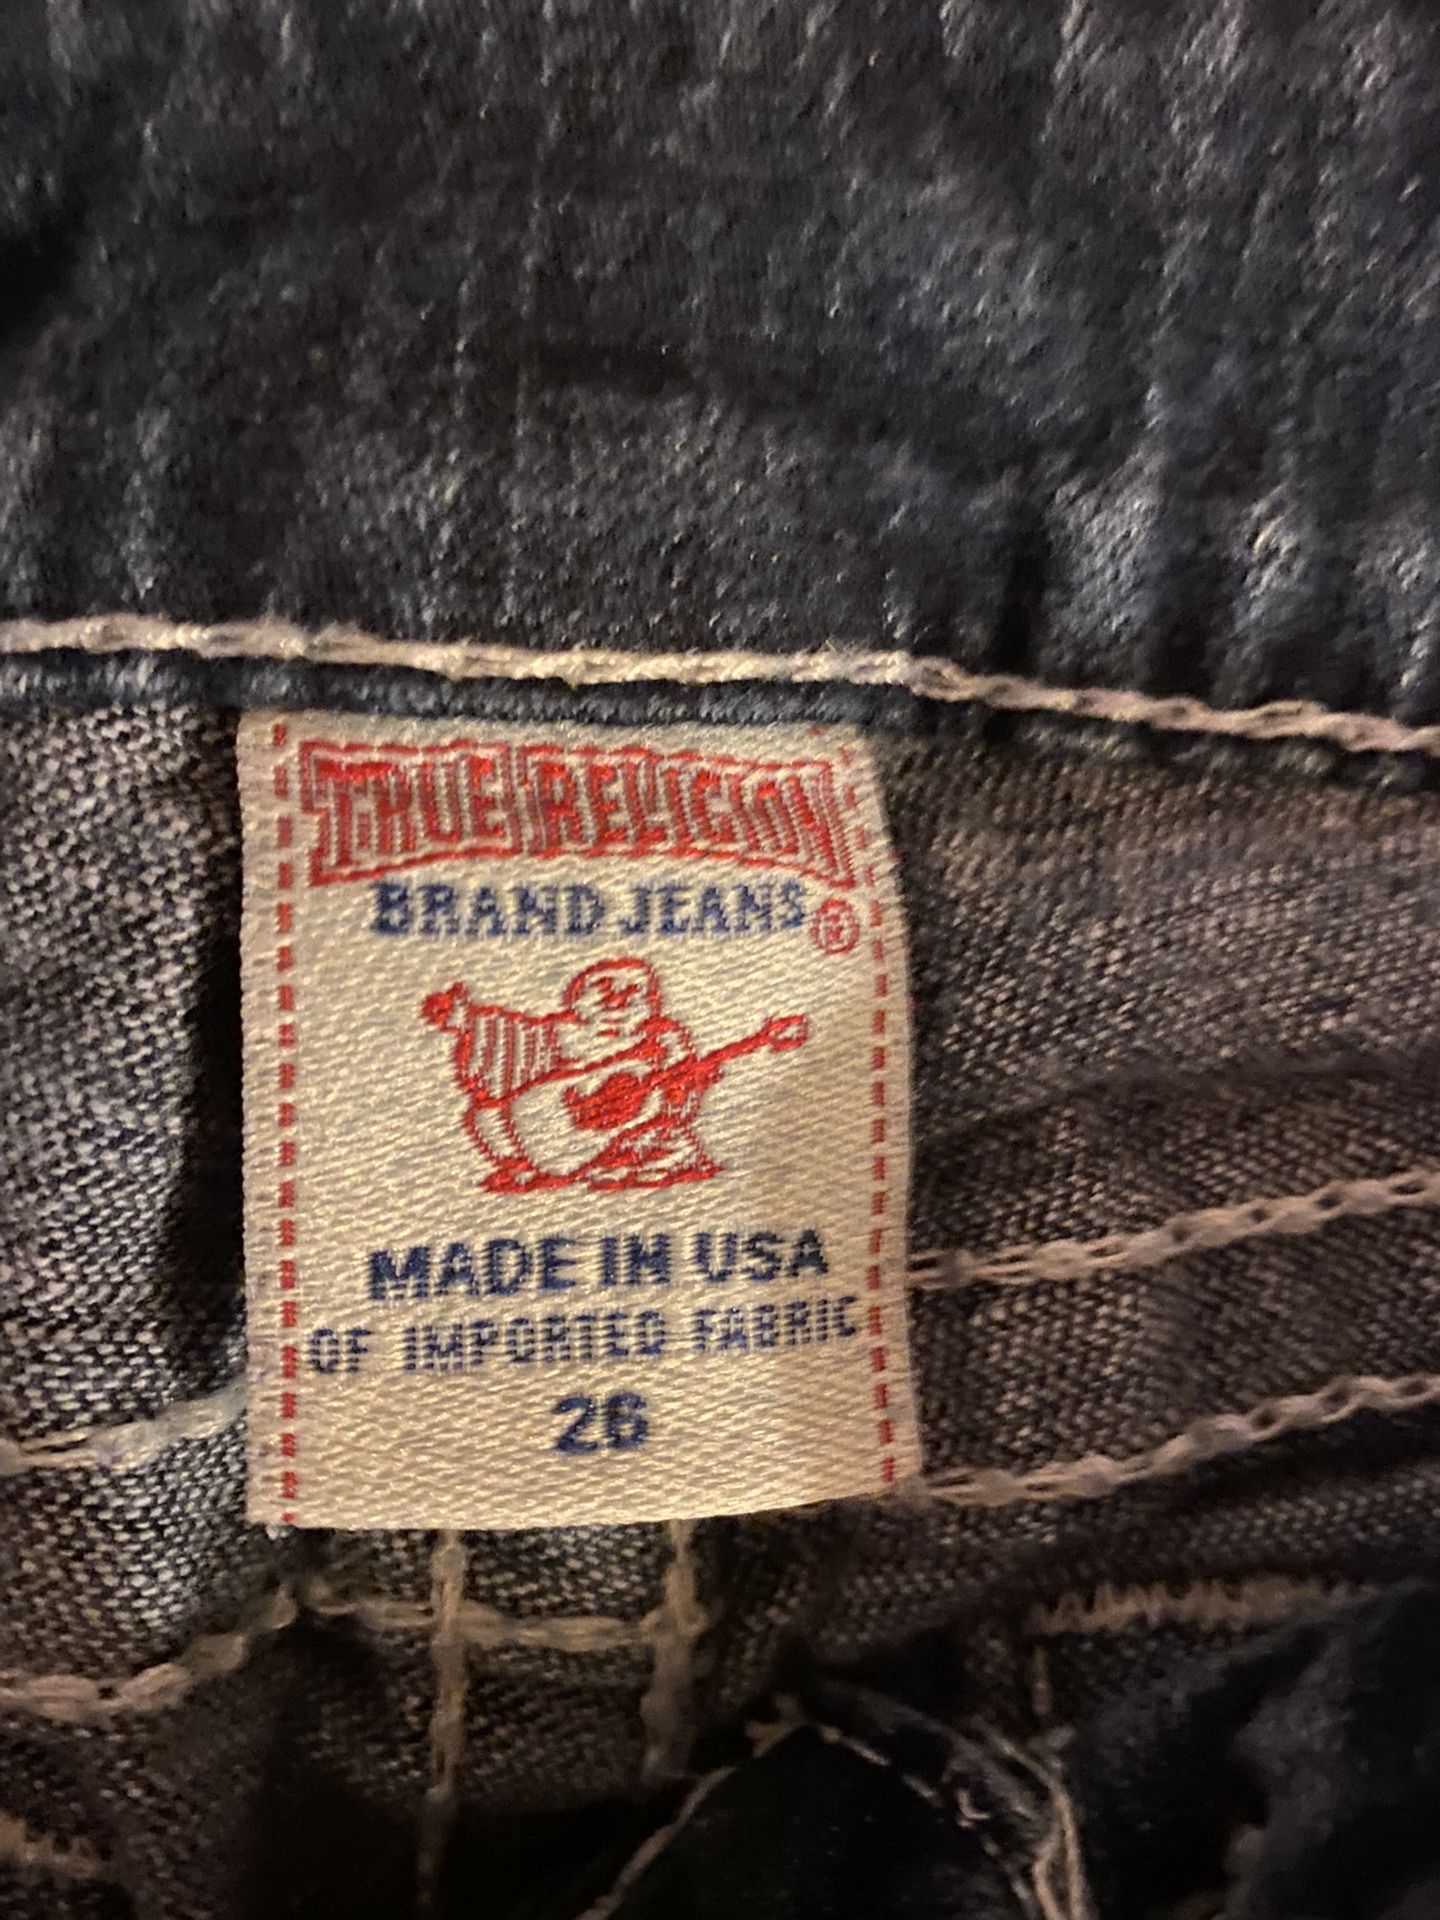 TRUE RELIGION
BRAND JEANS®
MADE IN USA
OF IMPORTED FABRIC
26